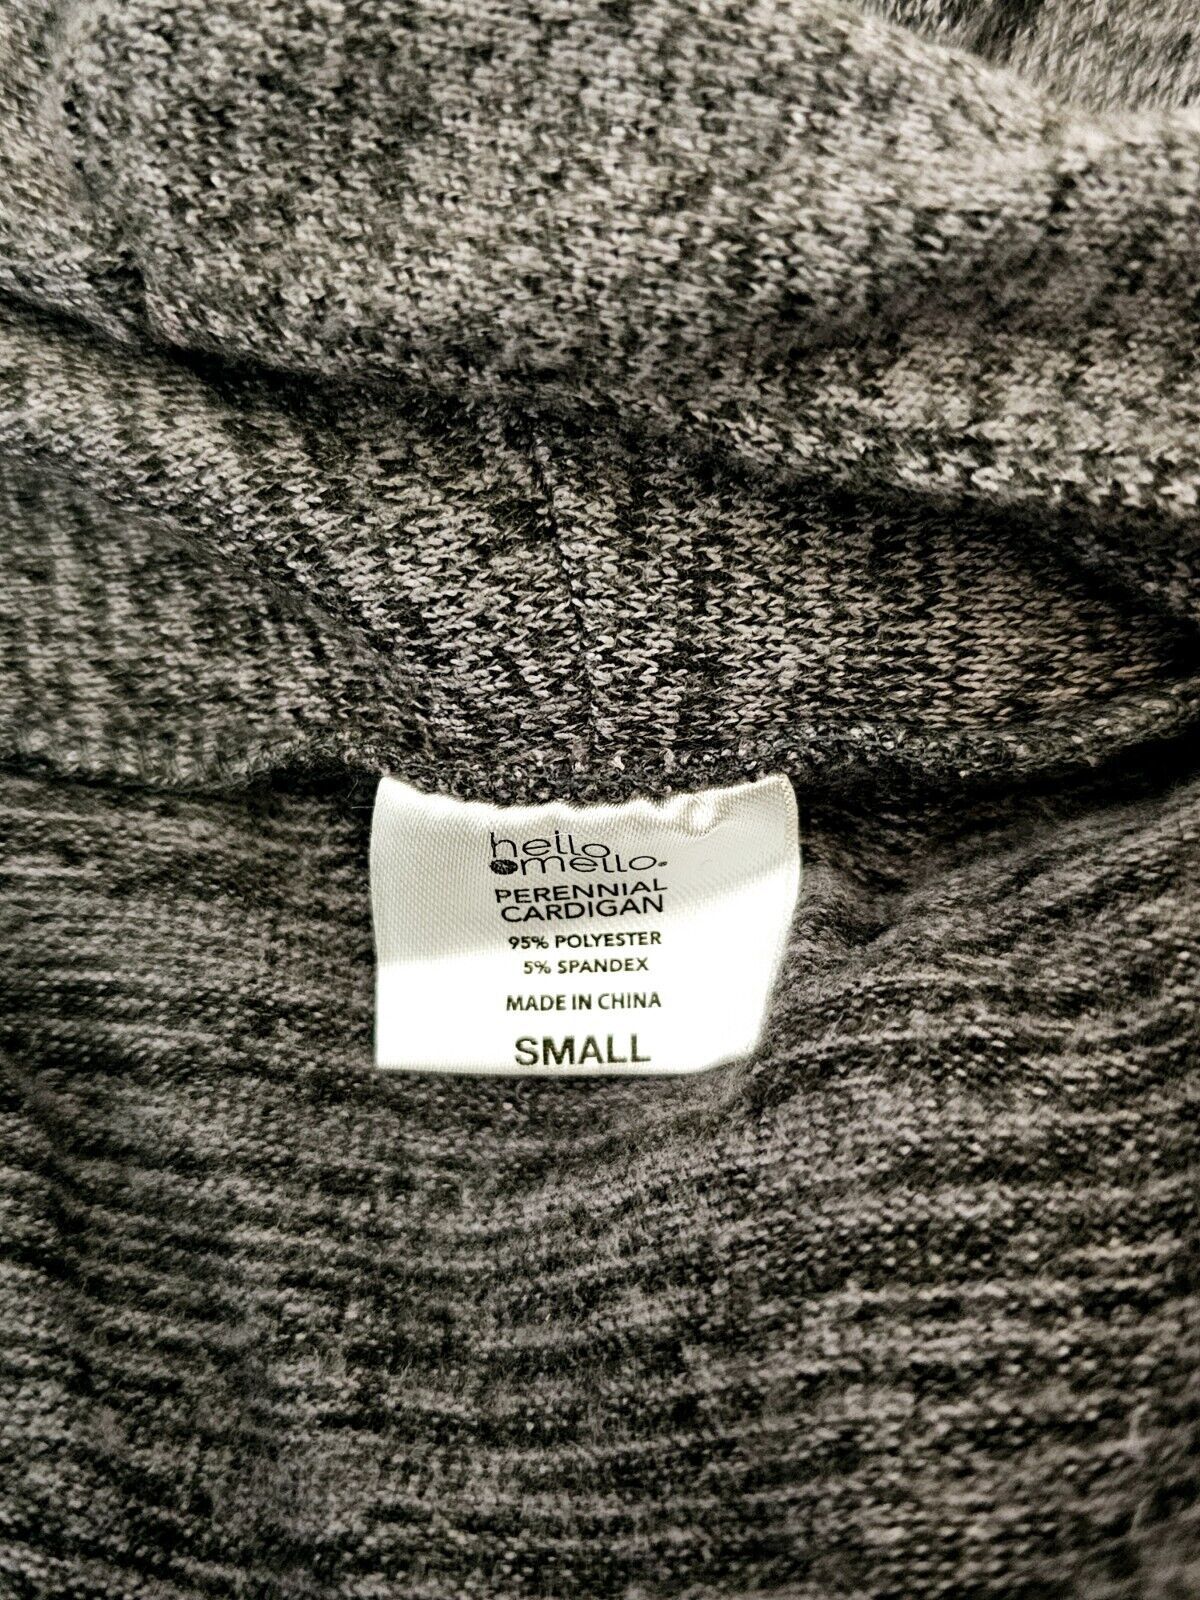 hello
mello®
PERENNIAL
CARDIGAN
95% POLYESTER
5% SPANDEX
MADE IN CHINA
SMALL